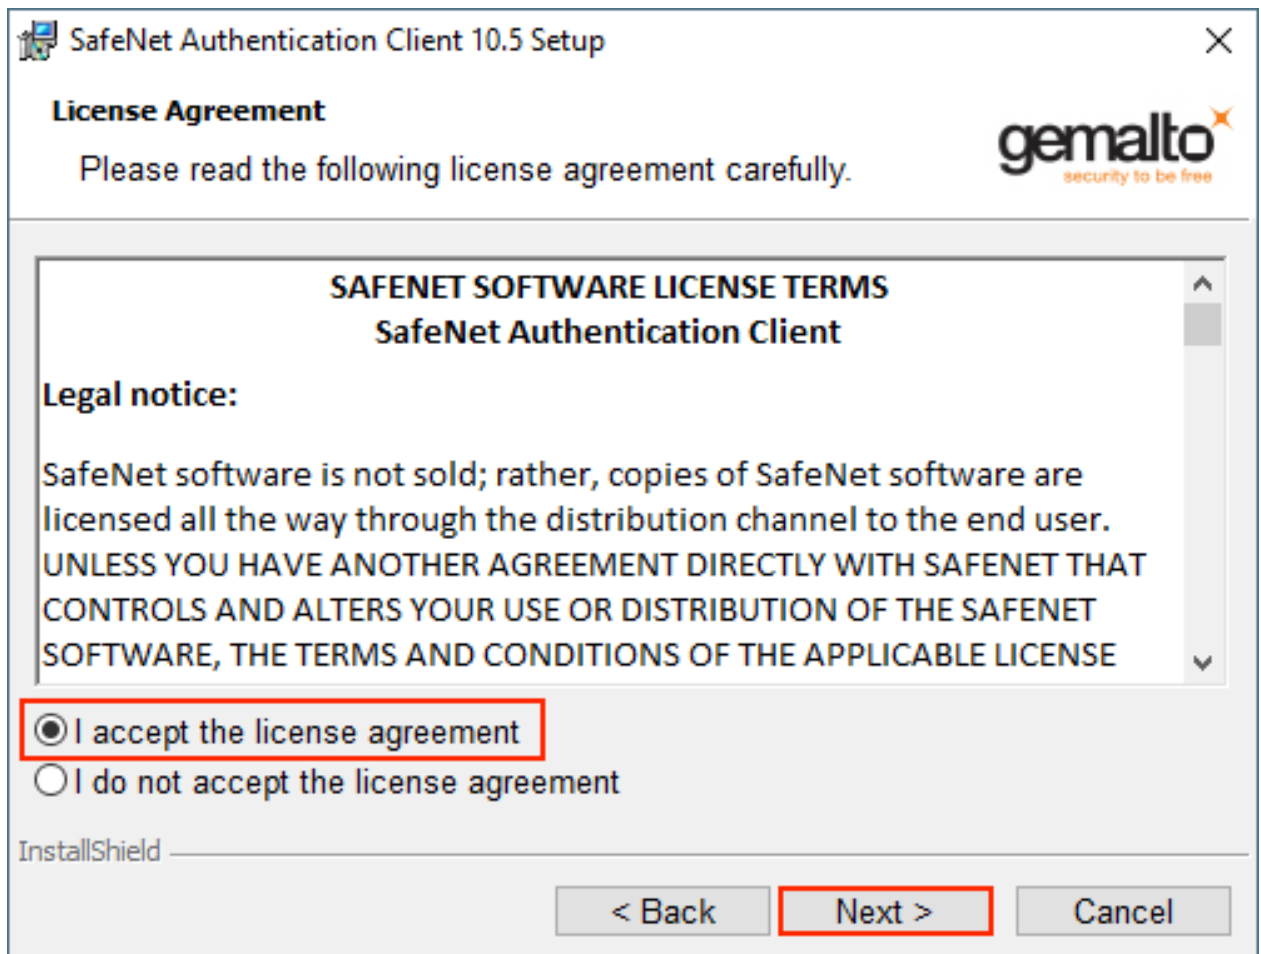 SafeNet Authentication Client 10.5 Setup
License Agreement
Please read the following license agreement carefully.
gemalto
security to be free
SAFENET SOFTWARE LICENSE TERMS
SafeNet Authentication Client
Legal notice:
SafeNet software is not sold; rather, copies of SafeNet software are
licensed all the way through the distribution channel to the end user.
UNLESS YOU HAVE ANOTHER AGREEMENT DIRECTLY WITH SAFENET THAT
CONTROLS AND ALTERS YOUR USE OR DISTRIBUTION OF THE SAFENET
SOFTWARE, THE TERMS AND CONDITIONS OF THE APPLICABLE LICENSE
I accept the license agreement
I do not accept the license agreement
InstallShield
< Back
Next >
Cancel